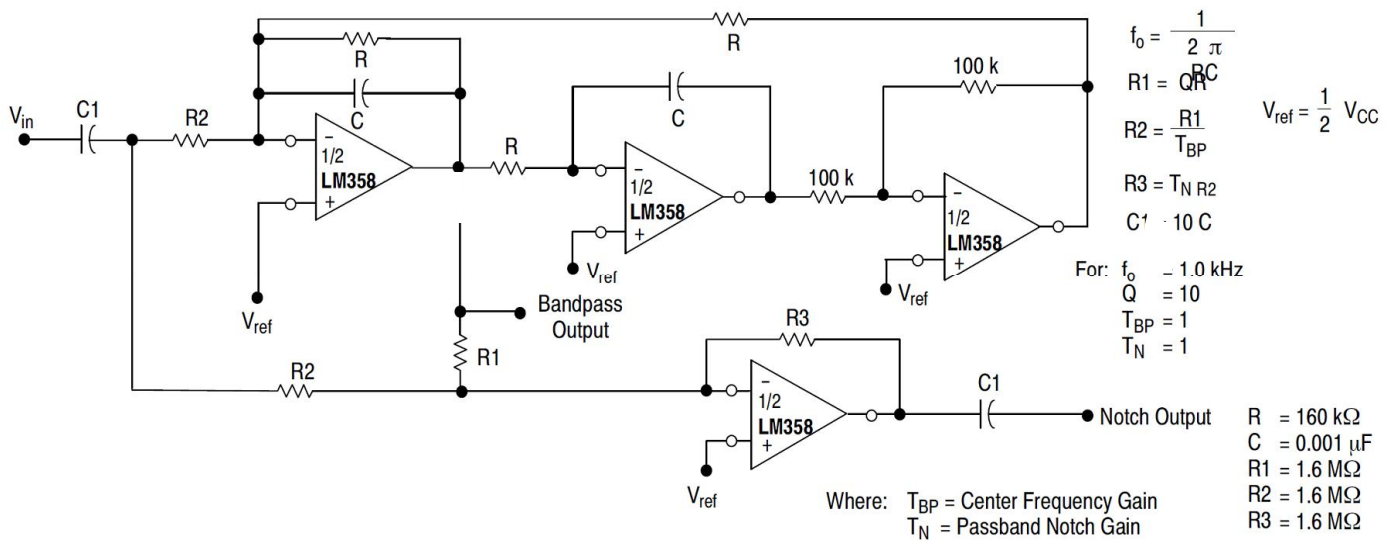 R
R
C
V_in
C1
R2
−
1/2
LM358
+
V_ref
R
C
−
1/2
LM358
+
V_ref
100 k
100 k
−
1/2
LM358
+
V_ref
Bandpass
Output
R1
R2
R3
−
1/2
LM358
+
V_ref
C1
Notch Output
f_o = 1
2 π
RC
R1 = QR
R2 = R1
T_BP
R3 = T_N R2
C1 10 C
V_ref = 1/2 V_CC
For: f_o = 1.0 kHz
Q = 10
T_BP = 1
T_N = 1
Where: T_BP = Center Frequency Gain
T_N = Passband Notch Gain
R = 160 kΩ
C = 0.001 μF
R1 = 1.6 MΩ
R2 = 1.6 MΩ
R3 = 1.6 MΩ